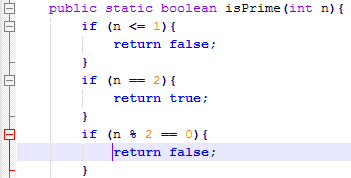 public static boolean isPrime(int n){
if (n <= 1){
return false;
}
if (n == 2){
return true;
}
if (n % 2 == 0){
return false;
}